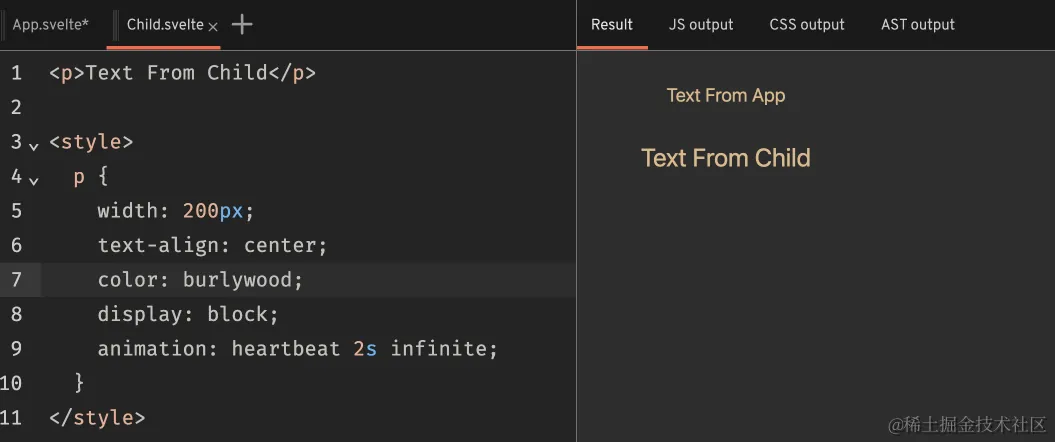 App.svelte* Child.svelte × + Result JS output CSS output AST output
1 <p>Text From Child</p>
2
3 <style>
4 p {
5 width: 200px;
6 text-align: center;
7 color: burlywood;
8 display: block;
9 animation: heartbeat 2s infinite;
10 }
11 </style>
Text From App
Text From Child
@稀土掘金技术社区